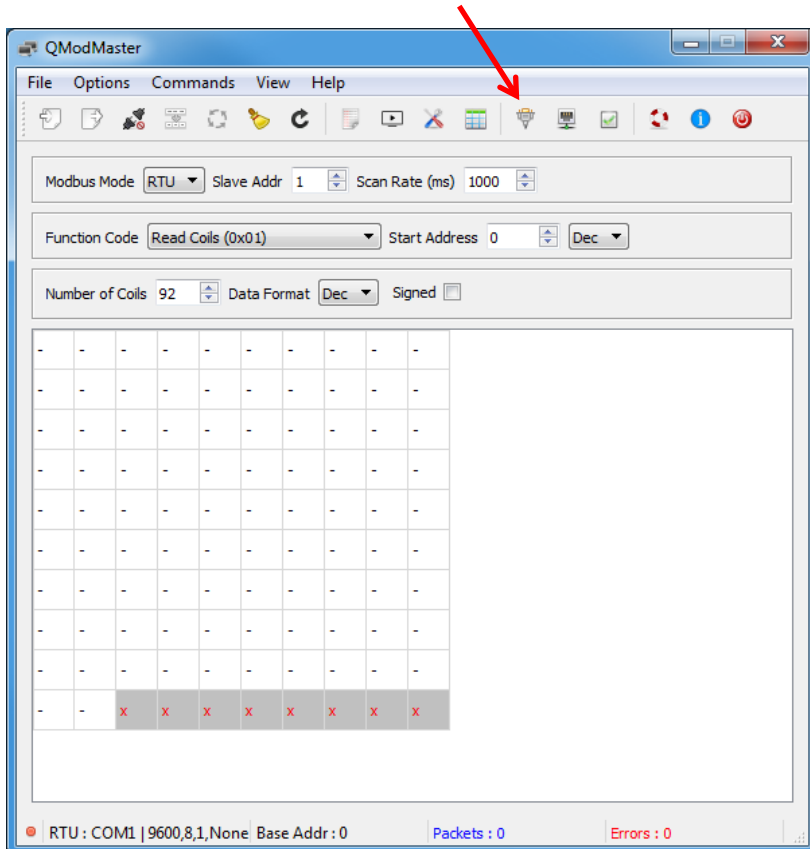 QModMaster
File Options Commands View Help
Modbus Mode RTU Slave Addr 1 Scan Rate (ms) 1000
Function Code Read Coils (0x01) Start Address 0 Dec
Number of Coils 92 Data Format Dec Signed
- - - - - - - - - -
- - - - - - - - - -
- - - - - - - - - -
- - - - - - - - - -
- - - - - - - - - -
- - - - - - - - - -
- - - - - - - - - -
- - - - - - - - - -
- - - - - - - - - -
- - x x x x x x x x
RTU : COM1 | 9600,8,1,None Base Addr : 0 Packets : 0 Errors : 0